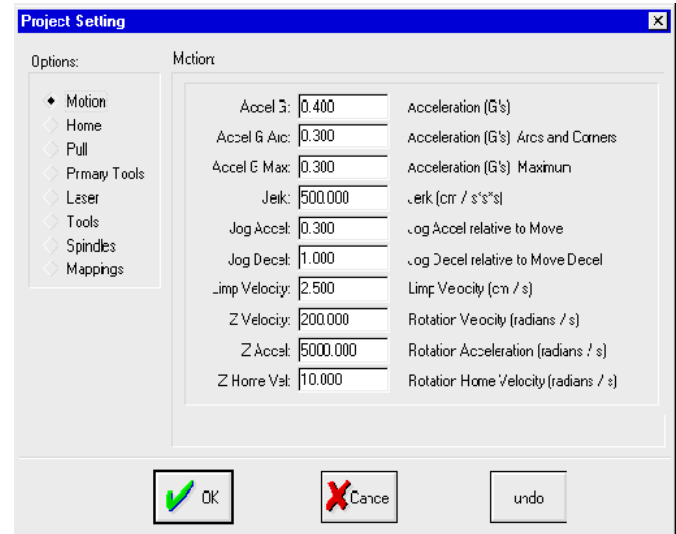 Project Setting
Options:
Motion
Home
Pull
Primary Tools
Laser
Tools
Spindles
Mappings
Motion:
Accel G: 0.400 Acceleration (G's)
Accel G Arc: 0.300 Acceleration (G's) Arcs and Corners
Accel G Max: 0.300 Acceleration (G's) Maximum
Jerk: 500.000 Jerk (cm / s*s*s)
Jog Accel: 0.300 Jog Accel relative to Move
Jog Decel: 1.000 Jog Decel relative to Move Decel
Limp Velocity: 2.500 Limp Velocity (cm / s)
Z Velocity: 200.000 Rotation Velocity (radians / s)
Z Accel: 5000.000 Rotation Acceleration (radians / s)
Z Home Vel: 10.000 Rotation Home Velocity (radians / s)
OK
Cancel
undo